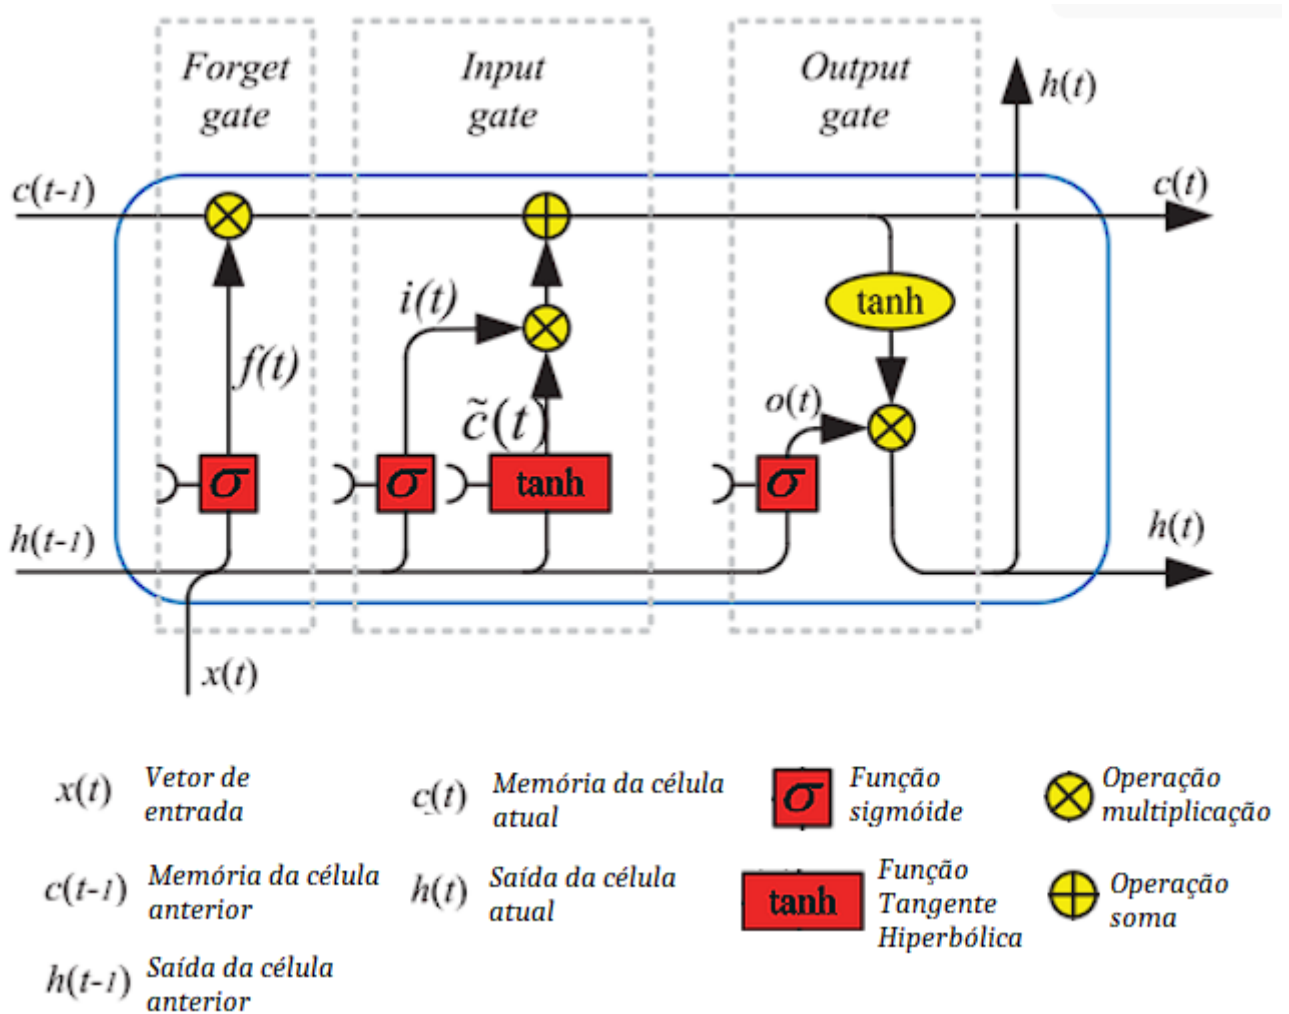 Forget
gate
Input
gate
Output
gate
h(t)
c(t-1)
c(t)
i(t)
tanh
f(t)
c̃(t)
o(t)
σ
σ
tanh
σ
h(t-1)
h(t)
x(t)
x(t)
Vetor de
entrada
c(t)
Memória da célula
atual
σ
Função
sigmóide
Operação
multiplicação
c(t-1)
Memória da célula
anterior
h(t)
Saída da célula
atual
tanh
Função
Tangente
Hiperbólica
Operação
soma
h(t-1)
Saída da célula
anterior